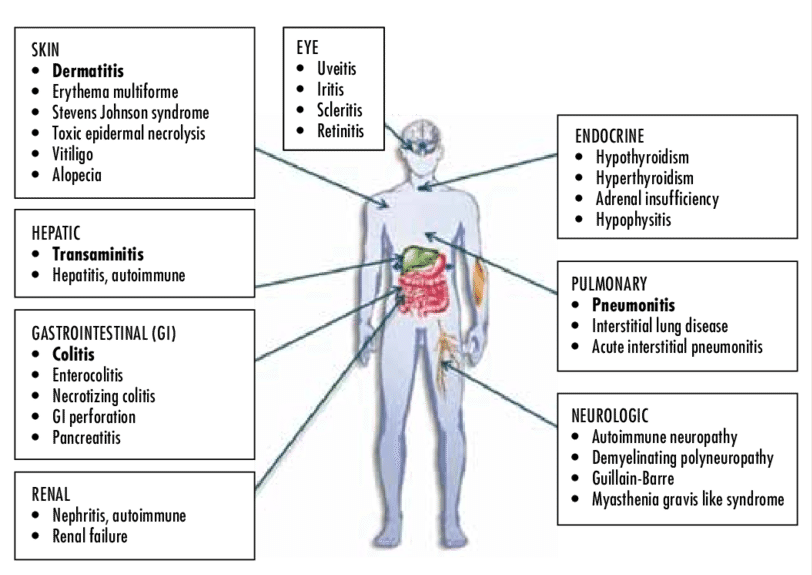 SKIN
• Dermatitis
• Erythema multiforme
• Stevens Johnson syndrome
• Toxic epidermal necrolysis
• Vitiligo
• Alopecia
EYE
• Uveitis
• Iritis
• Scleritis
• Retinitis
ENDOCRINE
• Hypothyroidism
• Hyperthyroidism
• Adrenal insufficiency
• Hypophysitis
HEPATIC
• Transaminitis
• Hepatitis, autoimmune
PULMONARY
• Pneumonitis
• Interstitial lung disease
• Acute interstitial pneumonitis
GASTROINTESTINAL (GI)
• Colitis
• Enterocolitis
• Necrotizing colitis
• GI perforation
• Pancreatitis
NEUROLOGIC
• Autoimmune neuropathy
• Demyelinating polyneuropathy
• Guillain-Barre
• Myasthenia gravis like syndrome
RENAL
• Nephritis, autoimmune
• Renal failure